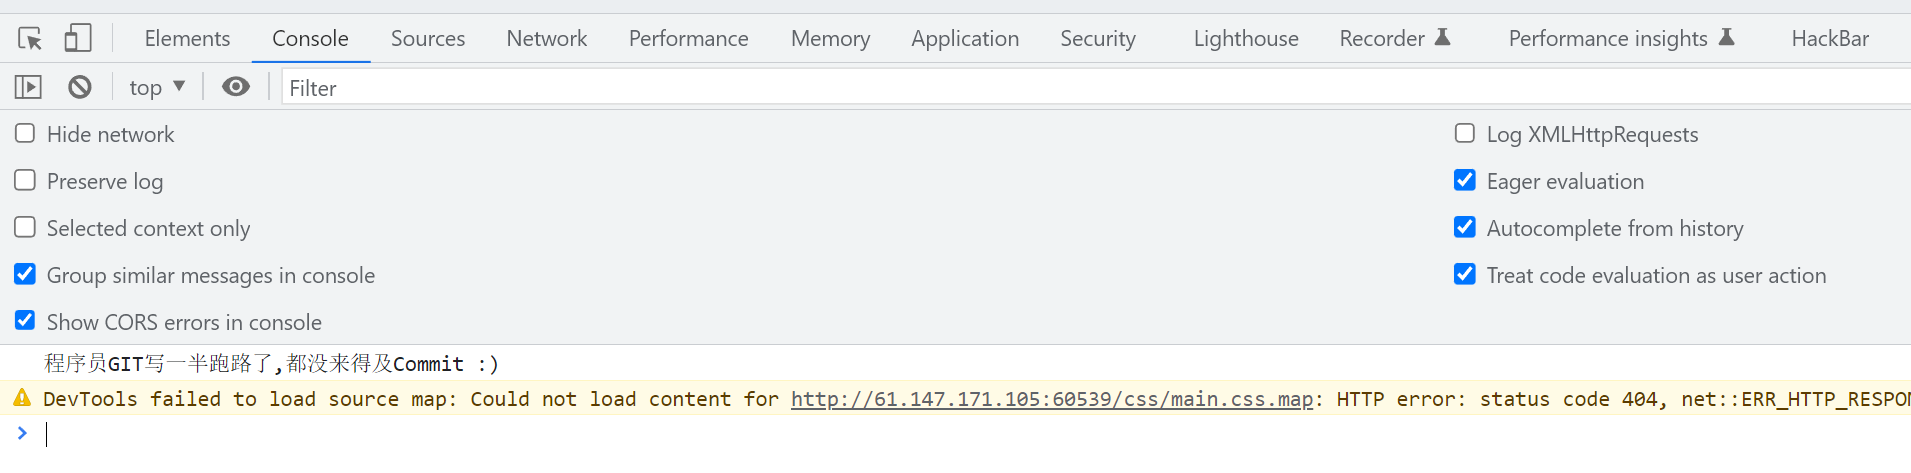 Elements Console Sources Network Performance Memory Application Security Lighthouse Recorder Performance insights HackBar
top Filter
Hide network Log XMLHttpRequests
Preserve log Eager evaluation
Selected context only Autocomplete from history
Group similar messages in console Treat code evaluation as user action
Show CORS errors in console
程序员GIT写一半跑路了,都没来得及Commit :)
DevTools failed to load source map: Could not load content for http://61.147.171.105:60539/css/main.css.map: HTTP error: status code 404, net::ERR_HTTP_RESPON